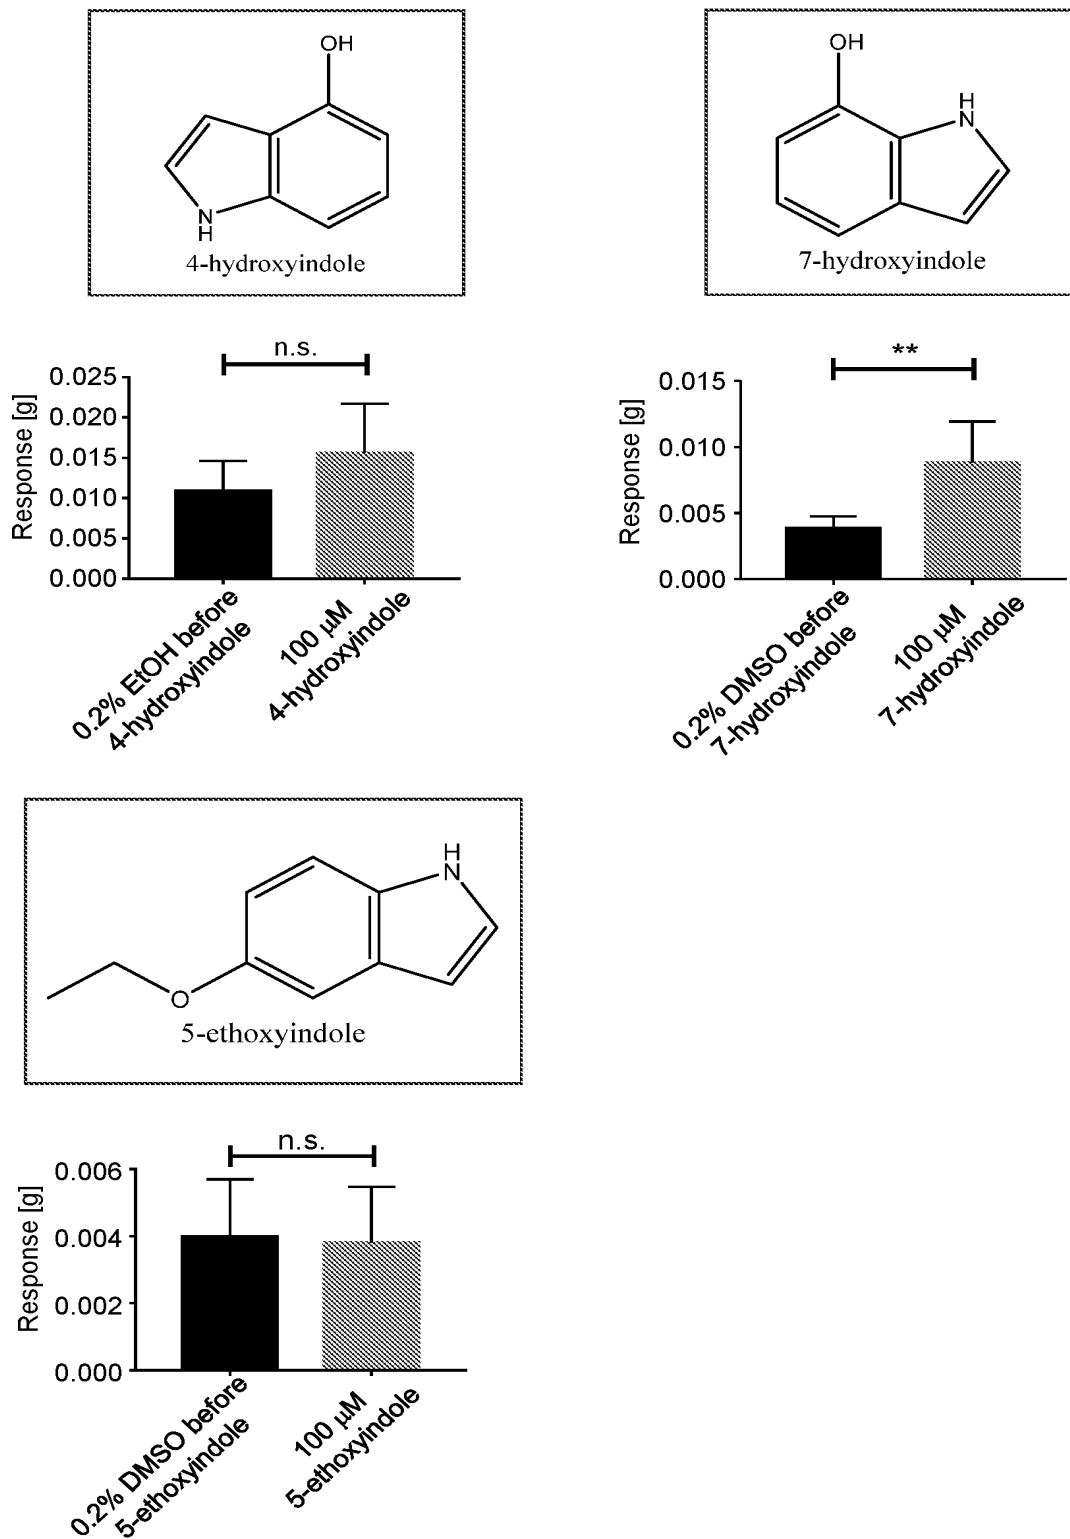 OH
N
H
4-hydroxyindole
OH
H
N
7-hydroxyindole
n.s.
Response [g]
0.025
0.020
0.015
0.010
0.005
0.000
0.2% EtOH before
4-hydroxyindole
100 µM
4-hydroxyindole
**
Response [g]
0.015
0.010
0.005
0.000
0.2% DMSO before
7-hydroxyindole
100 µM
7-hydroxyindole
H
N
O
5-ethoxyindole
n.s.
Response [g]
0.006
0.004
0.002
0.000
0.2% DMSO before
5-ethoxyindole
100 µM
5-ethoxyindole